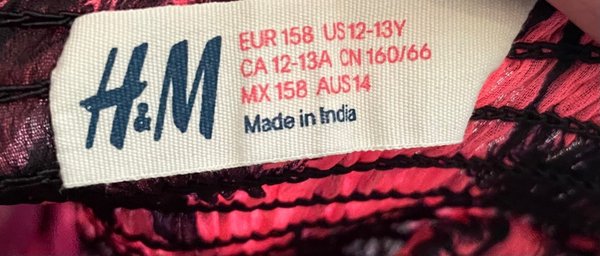 H&M
EUR 158 US 12-13Y
CA 12-13A CN 160/66
MX 158 AUS 14
Made in India